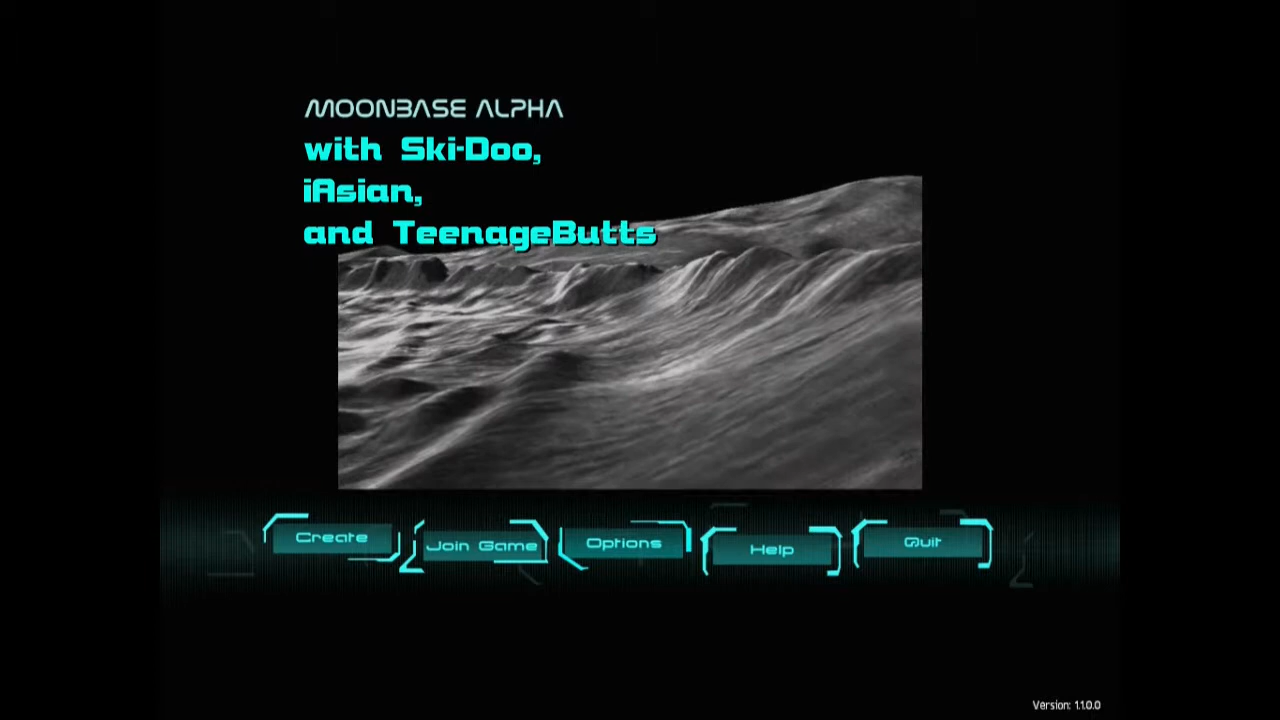 MOONBASE ALPHA
with Ski-Doo,
iAsian,
and TeenageButts
Create
Join Game
Options
Help
Quit
Version: 1.1.0.0